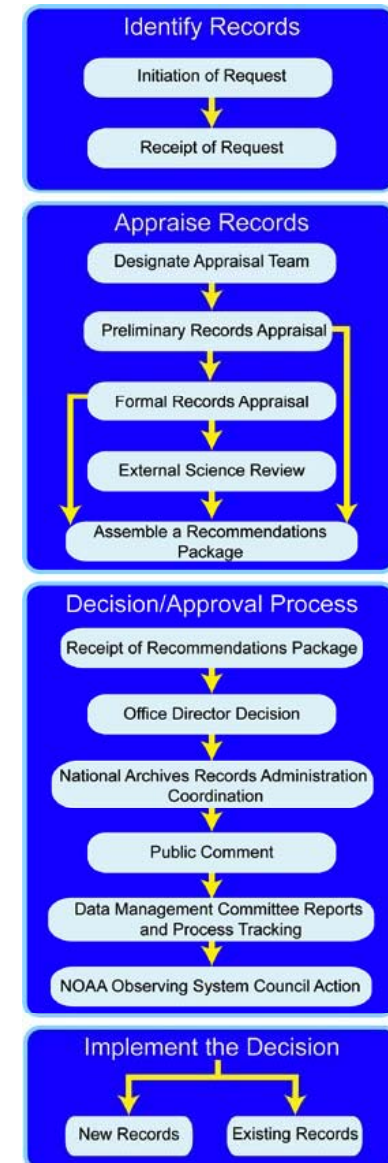 Identify Records
Initiation of Request
Receipt of Request
Appraise Records
Designate Appraisal Team
Preliminary Records Appraisal
Formal Records Appraisal
External Science Review
Assemble a Recommendations
Package
Decision/Approval Process
Receipt of Recommendations Package
Office Director Decision
National Archives Records Administration
Coordination
Public Comment
Data Management Committee Reports
and Process Tracking
NOAA Observing System Council Action
Implement the Decision
New Records
Existing Records